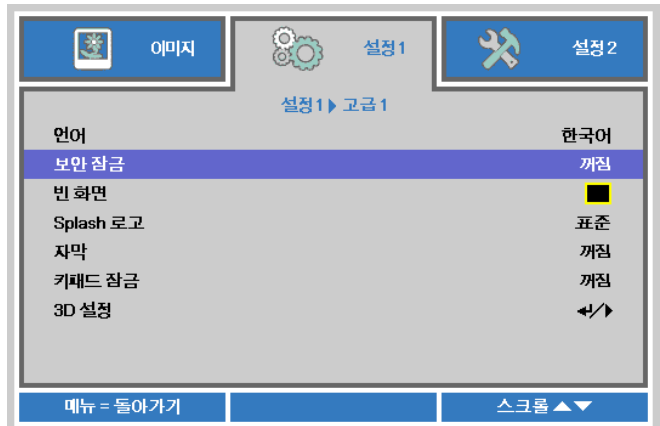 이미지 설정1 설정2
설정1▶고급1
언어 한국어
보안 잠금 꺼짐
빈 화면
Splash 로고 표준
자막 꺼짐
키패드 잠금 꺼짐
3D 설정 ↵/▶
메뉴 = 돌아가기 스크롤▲▼